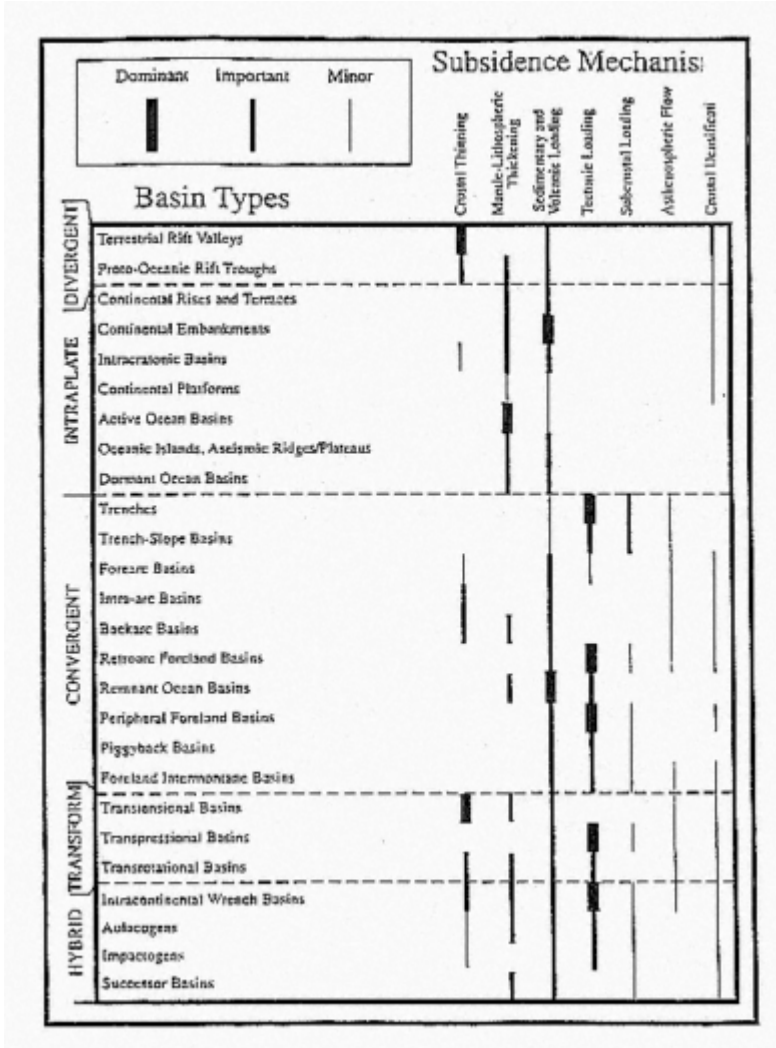 Subsidence Mechanis
Dominant Important Minor
Crustal Thinning
Mantle-Lithospheric
Thickening
Sedimentary and
Volcanic Loading
Tectonic Loading
Subcrustal Loading
Asthenospheric Flow
Crustal Densificati
Basin Types
DIVERGENT
Terrestrial Rift Valleys
Proto-Oceanic Rift Troughs
INTRAPLATE
Continental Rises and Terraces
Continental Embankments
Intracratonic Basins
Continental Platforms
Active Ocean Basins
Oceanic Islands, Aseismic Ridges/Plateaus
Dormant Ocean Basins
CONVERGENT
Trenches
Trench-Slope Basins
Forearc Basins
Intra-arc Basins
Backarc Basins
Retroarc Foreland Basins
Remnant Ocean Basins
Peripheral Foreland Basins
Piggyback Basins
Foreland Intermontane Basins
TRANSFORM
Transtensional Basins
Transpressional Basins
Transrotational Basins
HYBRID
Intracontinental Wrench Basins
Aulacogens
Impactogens
Successor Basins